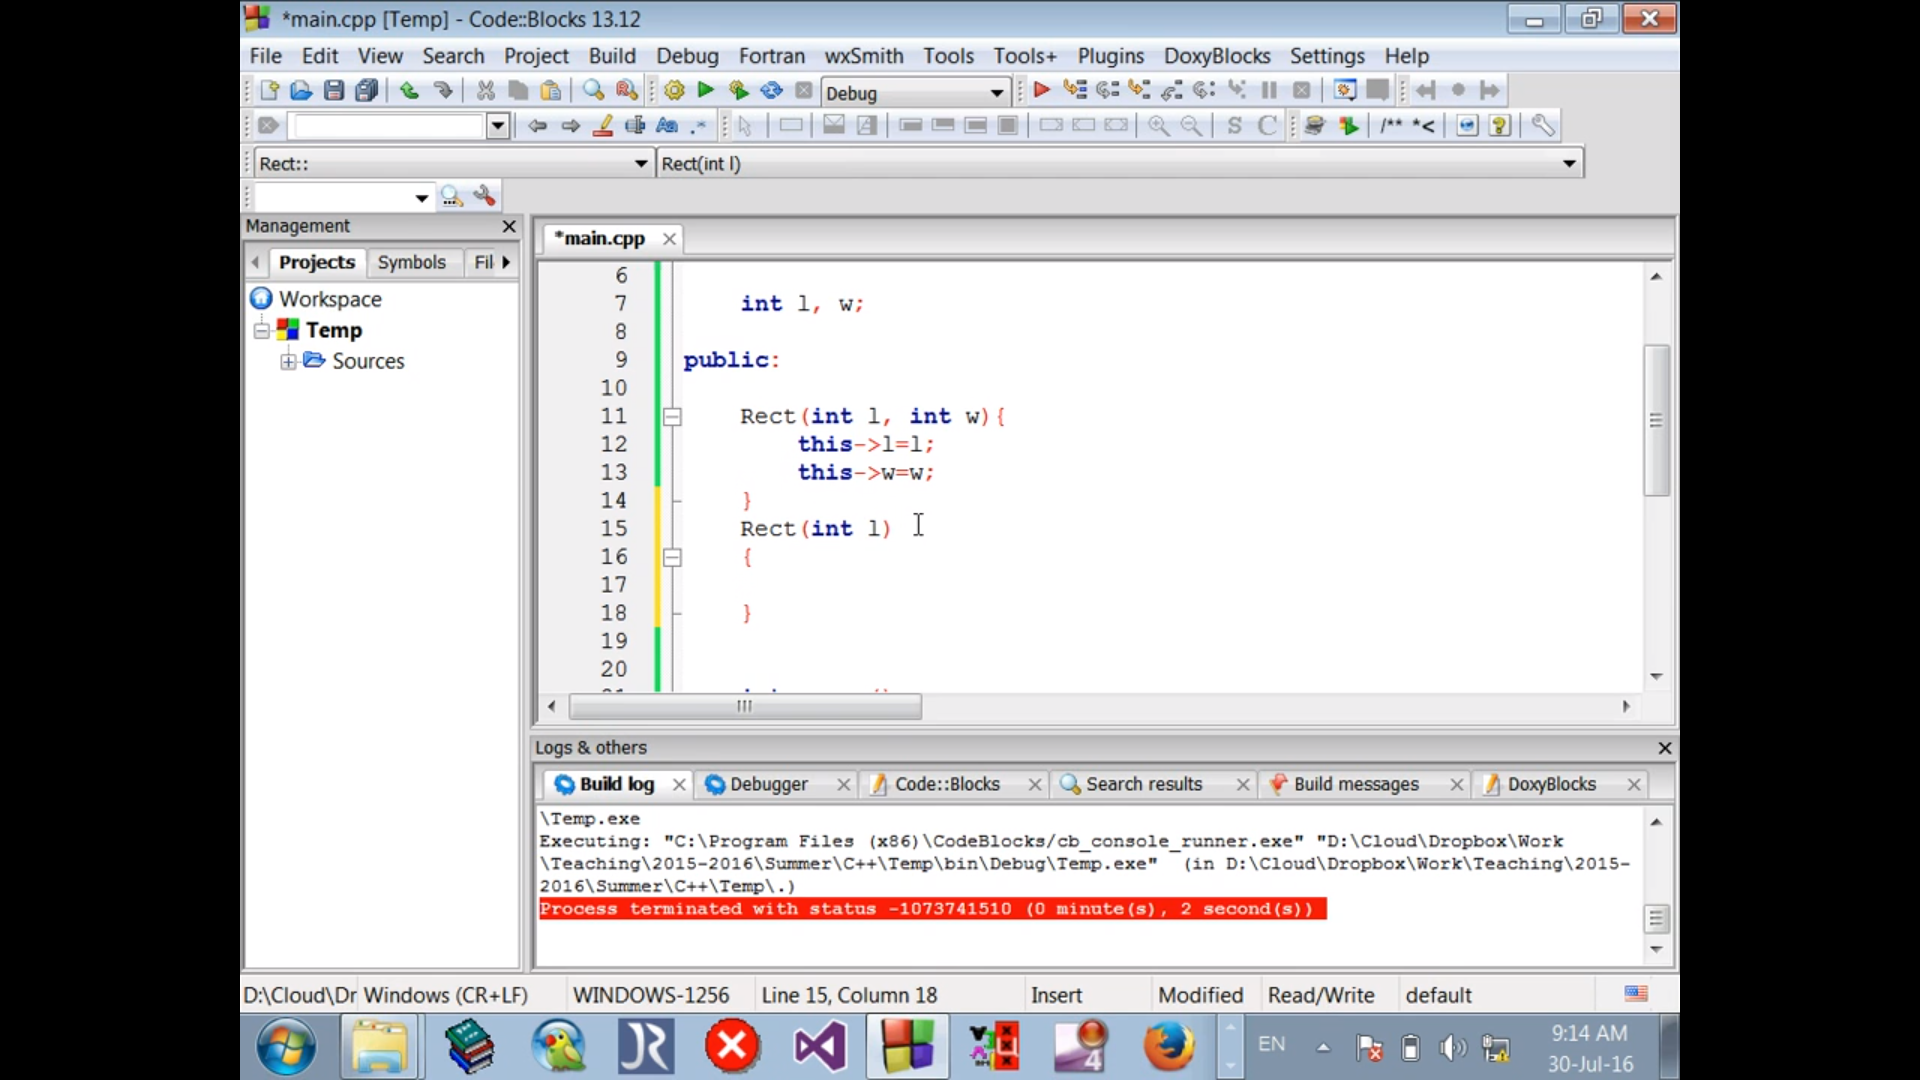 *main.cpp [Temp] - Code::Blocks 13.12
File Edit View Search Project Build Debug Fortran wxSmith Tools Tools+ Plugins DoxyBlocks Settings Help
Debug
/** *<
S C
Rect:: Rect(int l)
Management
*main.cpp
Projects Symbols Fil
Workspace
Temp
Sources
6
7 int l, w;
8
9 public:
10
11 Rect(int l, int w){
12 this->l=l;
13 this->w=w;
14 }
15 Rect(int l)
16 {
17
18 }
19
20
Logs & others
Build log Debugger Code::Blocks Search results Build messages DoxyBlocks
\Temp.exe
Executing: "C:\Program Files (x86)\CodeBlocks/cb_console_runner.exe" "D:\Cloud\Dropbox\Work
\Teaching\2015-2016\Summer\C++\Temp\bin\Debug\Temp.exe" (in D:\Cloud\Dropbox\Work\Teaching\2015-
2016\Summer\C++\Temp\.)
Process terminated with status -1073741510 (0 minute(s), 2 second(s))
D:\Cloud\Dr Windows (CR+LF) WINDOWS-1256 Line 15, Column 18 Insert Modified Read/Write default
EN
9:14 AM
30-Jul-16